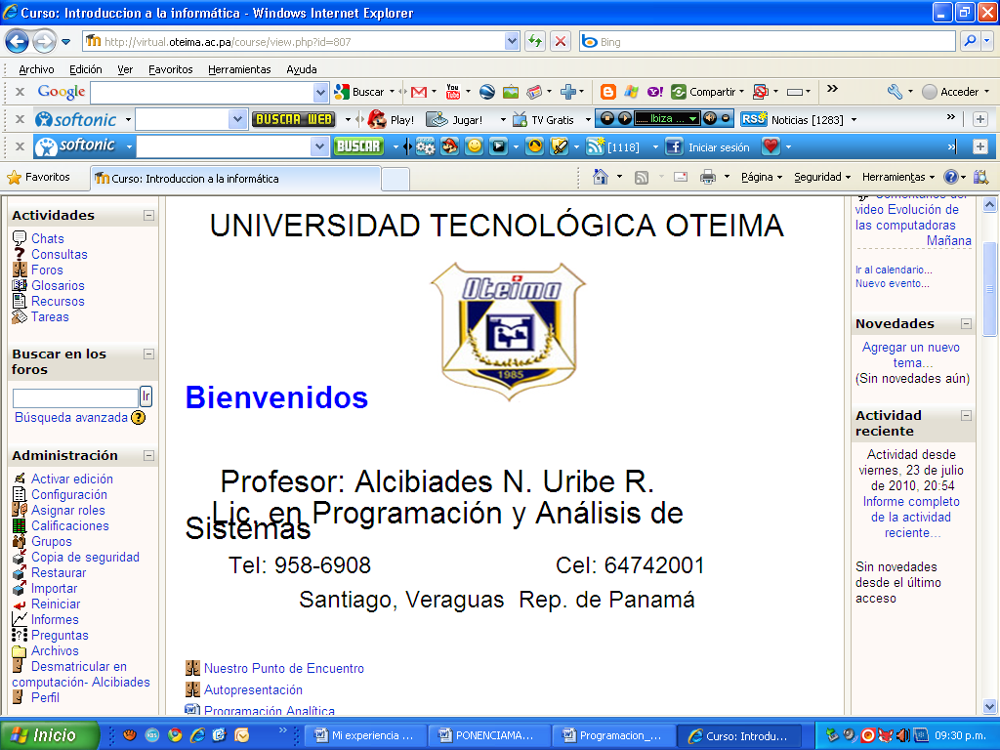 Curso: Introduccion a la informática - Windows Internet Explorer
http://virtual.oteima.ac.pa/course/view.php?id=807
Bing
Archivo Edición Ver Favoritos Herramientas Ayuda
Google Buscar Compartir Acceder
softonic BUSCAR WEB Play! Jugar! TV Gratis Ibiza ... RSS Noticias [1283]
softonic BUSCAR [1118] Iniciar sesión
Favoritos Curso: Introduccion a la informática Página Seguridad Herramientas
Actividades
Chats
Consultas
Foros
Glosarios
Recursos
Tareas
Buscar en los
foros
Ir
Búsqueda avanzada
Administración
Activar edición
Configuración
Asignar roles
Calificaciones
Grupos
Copia de seguridad
Restaurar
Importar
Reiniciar
Informes
Preguntas
Archivos
Desmatricular en
computación- Alcibiades
Perfil
UNIVERSIDAD TECNOLÓGICA OTEIMA
Oteima
1985
Bienvenidos
Profesor: Alcibiades N. Uribe R.
Lic. en Programación y Análisis de
Sistemas
Tel: 958-6908 Cel: 64742001
Santiago, Veraguas Rep. de Panamá
Nuestro Punto de Encuentro
Autopresentación
Programación Analítica
Comentarios del
video Evolución de
las computadoras
Mañana
Ir al calendario...
Nuevo evento...
Novedades
Agregar un nuevo
tema...
(Sin novedades aún)
Actividad
reciente
Actividad desde
viernes, 23 de julio
de 2010, 20:54
Informe completo
de la actividad
reciente...
Sin novedades
desde el último
acceso
Inicio Mi experiencia ... PONENCIAMA... Programacion_... Curso: Introdu... 09:30 p.m.